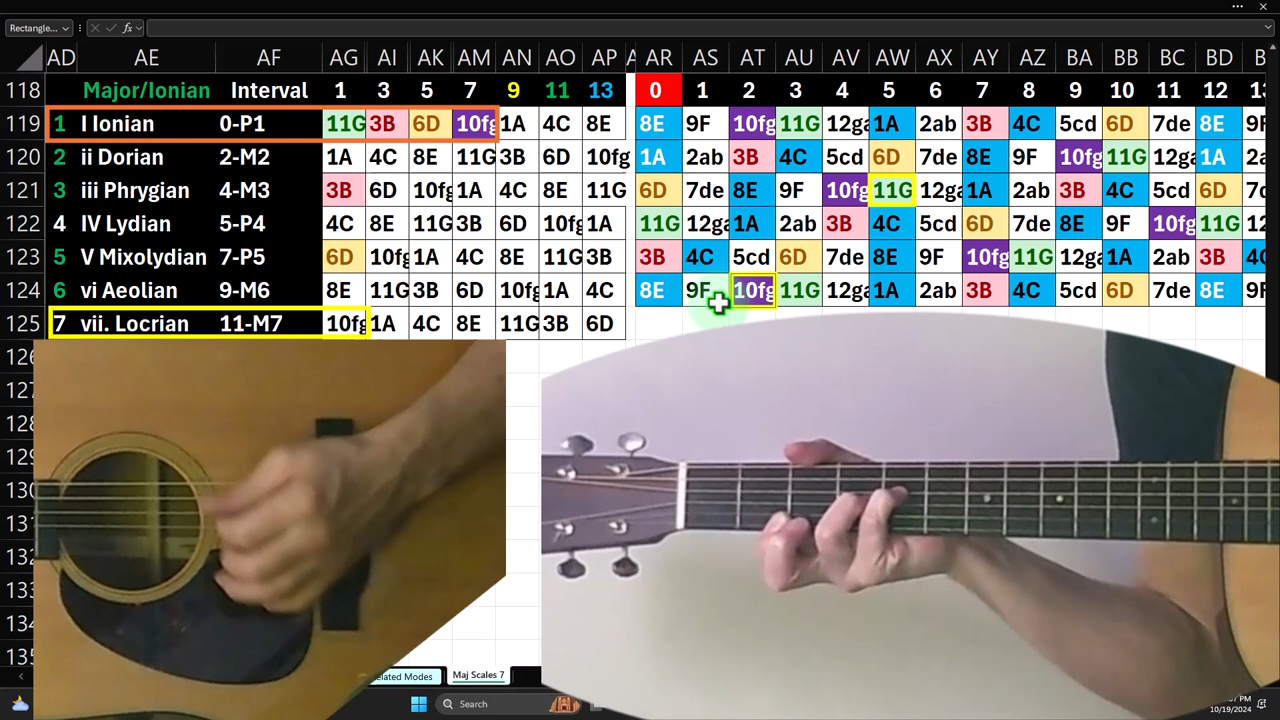 Rectangle... fx
AD AE AF AG AI AK AM AN AO AP A AR AS AT AU AV AW AX AY AZ BA BB BC BD B
118 Major/Ionian Interval 1 3 5 7 9 11 13 0 1 2 3 4 5 6 7 8 9 10 11 12 13
119 1 I Ionian 0-P1 11G 3B 6D 10fg 1A 4C 8E 8E 9F 10fg 11G 12ga 1A 2ab 3B 4C 5cd 6D 7de 8E 9F
120 2 ii Dorian 2-M2 1A 4C 8E 11G 3B 6D 10fg 1A 2ab 3B 4C 5cd 6D 7de 8E 9F 10fg 11G 12ga 1A 2a
121 3 iii Phrygian 4-M3 3B 6D 10fg 1A 4C 8E 11G 6D 7de 8E 9F 10fg 11G 12ga 1A 2ab 3B 4C 5cd 6D 7d
122 4 IV Lydian 5-P4 4C 8E 11G 3B 6D 10fg 1A 11G 12ga 1A 2ab 3B 4C 5cd 6D 7de 8E 9F 10fg 11G 12
123 5 V Mixolydian 7-P5 6D 10fg 1A 4C 8E 11G 3B 3B 4C 5cd 6D 7de 8E 9F 10fg 11G 12ga 1A 2ab 3B 4C
124 6 vi Aeolian 9-M6 8E 11G 3B 6D 10fg 1A 4C 8E 9F 10fg 11G 12ga 1A 2ab 3B 4C 5cd 6D 7de 8E 9F
125 7 vii. Locrian 11-M7 10fg 1A 4C 8E 11G 3B 6D
126
127
128
129
130
131
132
133
134
135
elated Modes Maj Scales 7
Search
10/19/2024